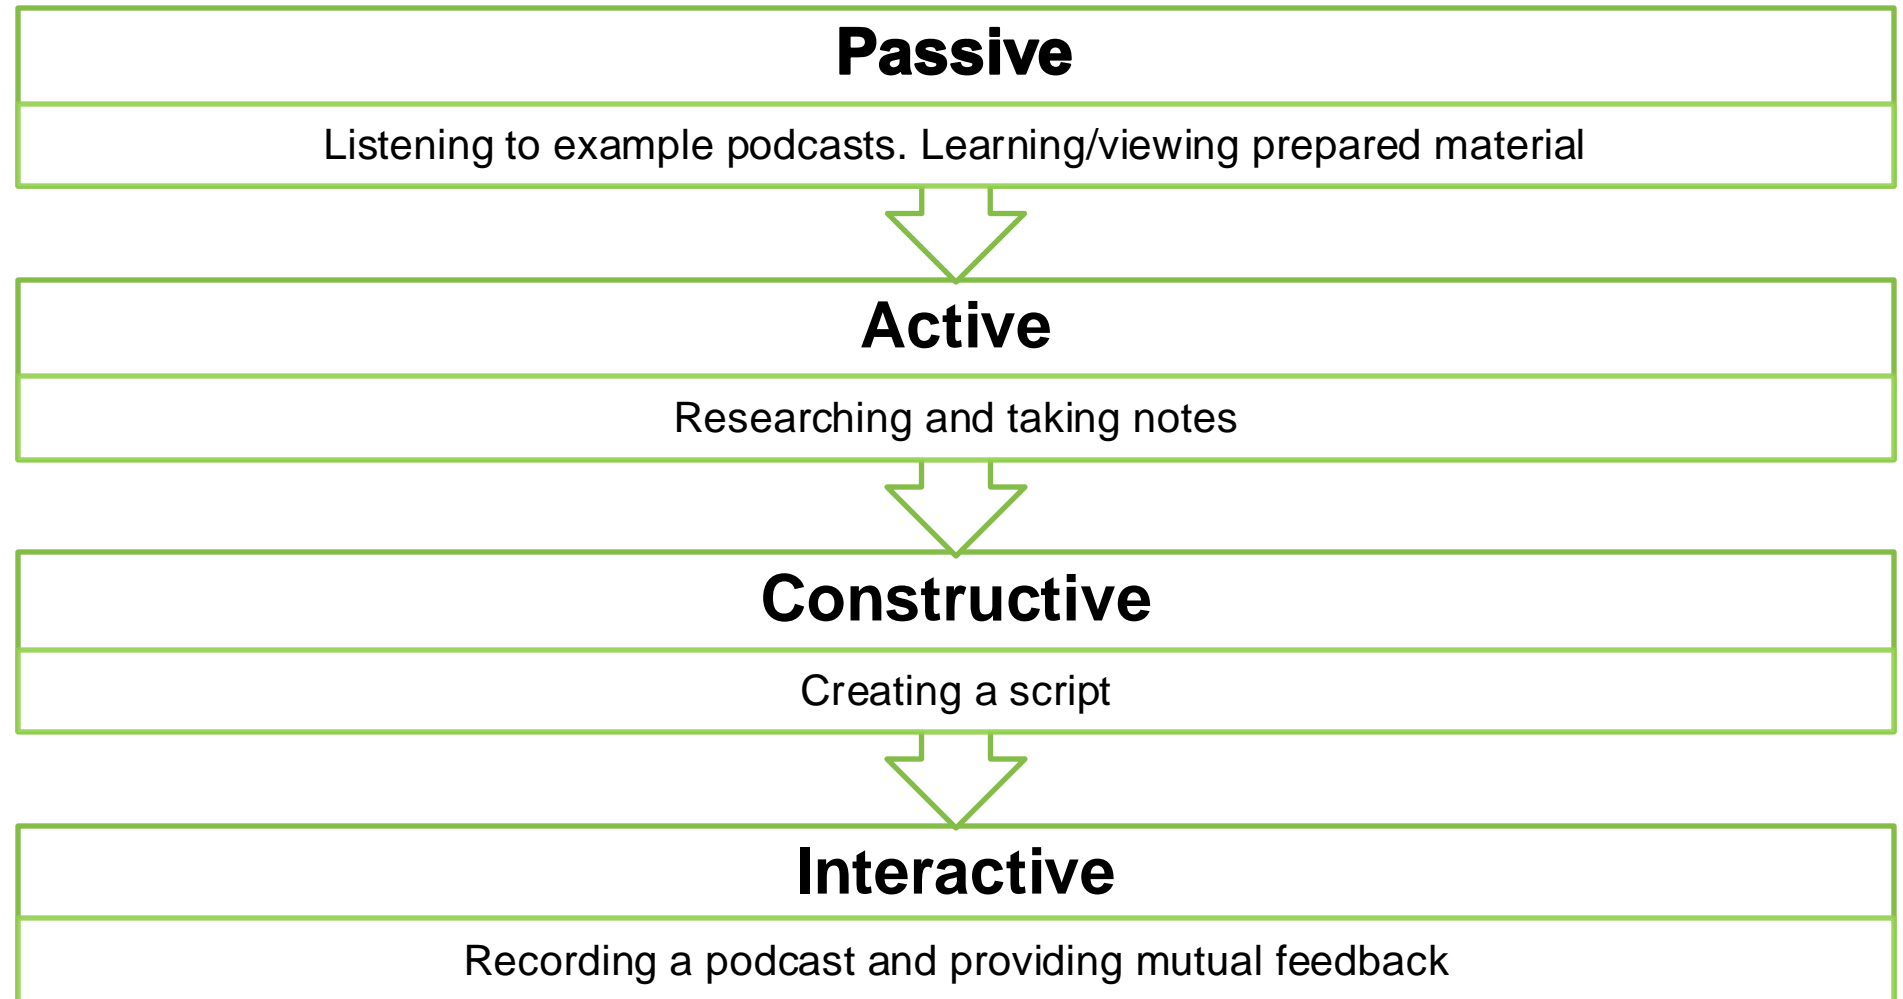 Passive
Listening to example podcasts. Learning/viewing prepared material
Active
Researching and taking notes
Constructive
Creating a script
Interactive
Recording a podcast and providing mutual feedback